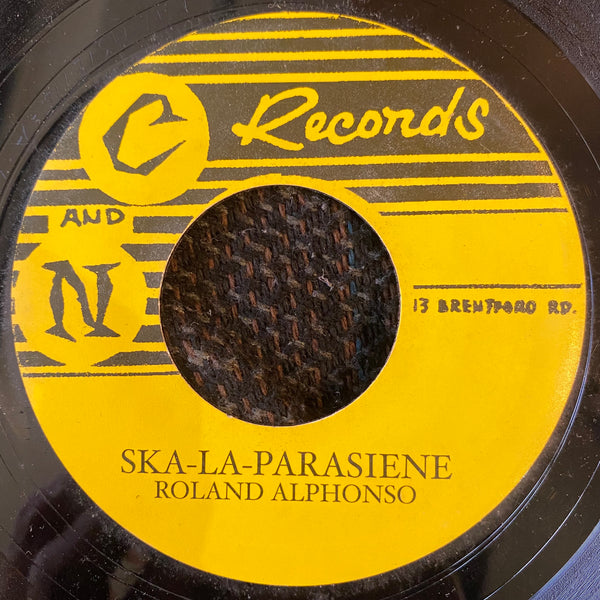 C Records
AND
N
13 BRENTFORD RD.
SKA-LA-PARASIENE
ROLAND ALPHONSO